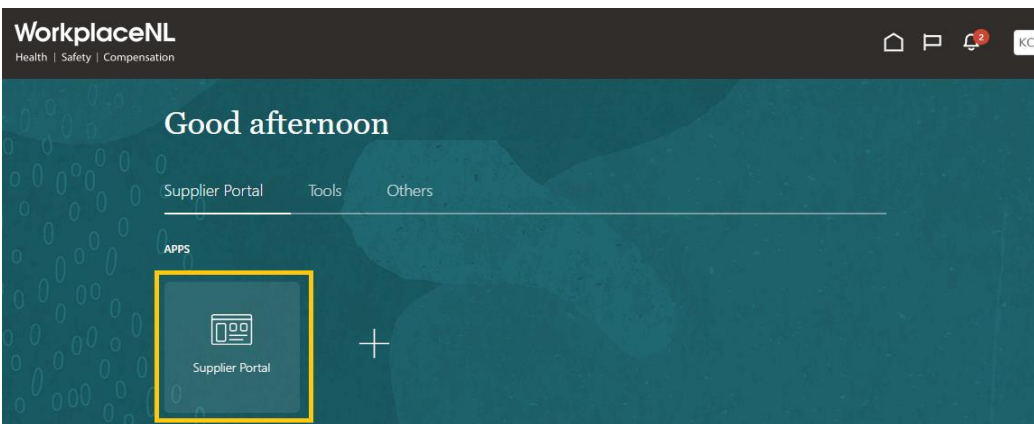 WorkplaceNL
Health | Safety | Compensation
2
KC
Good afternoon
Supplier Portal Tools Others
APPS
Supplier Portal